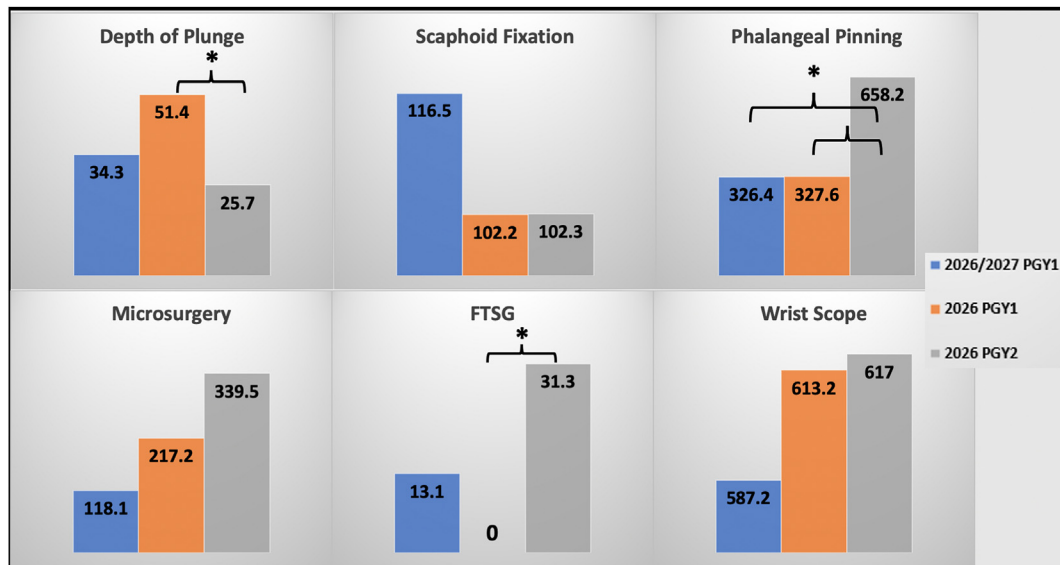 Depth of Plunge
*
51.4
34.3
25.7
Scaphoid Fixation
116.5
102.2
102.3
Phalangeal Pinning
*
658.2
326.4
327.6
2026/2027 PGY1
2026 PGY1
2026 PGY2
Microsurgery
339.5
217.2
118.1
FTSG
*
31.3
13.1
0
Wrist Scope
613.2
617
587.2